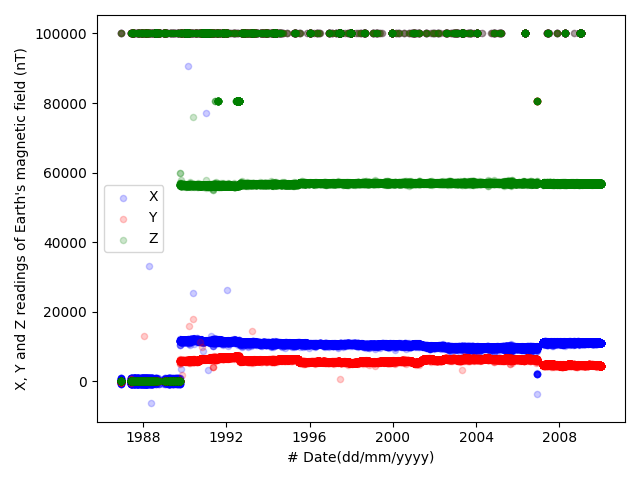 X, Y and Z readings of Earth's magnetic field (nT)
100000
80000
60000
40000
20000
0
X
Y
Z
1988 1992 1996 2000 2004 2008
# Date(dd/mm/yyyy)